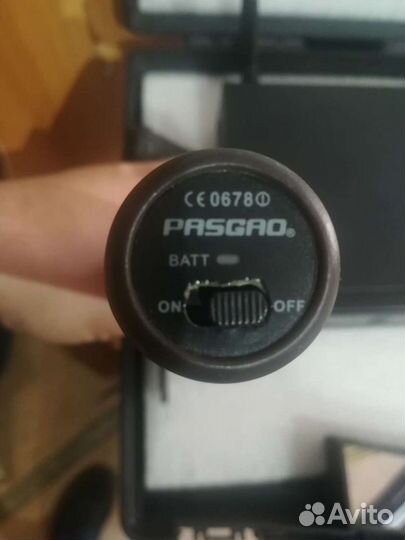 CE 0678 ⓘ
PASGAO®
BATT
ON OFF
Avito